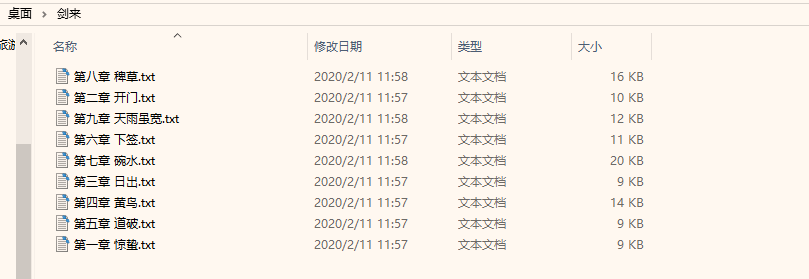 桌面 > 剑来
旅游
名称 修改日期 类型 大小
第八章 稗草.txt 2020/2/11 11:58 文本文档 16 KB
第二章 开门.txt 2020/2/11 11:57 文本文档 10 KB
第九章 天雨虽宽.txt 2020/2/11 11:58 文本文档 12 KB
第六章 下签.txt 2020/2/11 11:57 文本文档 11 KB
第七章 碗水.txt 2020/2/11 11:58 文本文档 20 KB
第三章 日出.txt 2020/2/11 11:57 文本文档 9 KB
第四章 黄鸟.txt 2020/2/11 11:57 文本文档 14 KB
第五章 道破.txt 2020/2/11 11:57 文本文档 9 KB
第一章 惊蛰.txt 2020/2/11 11:57 文本文档 9 KB